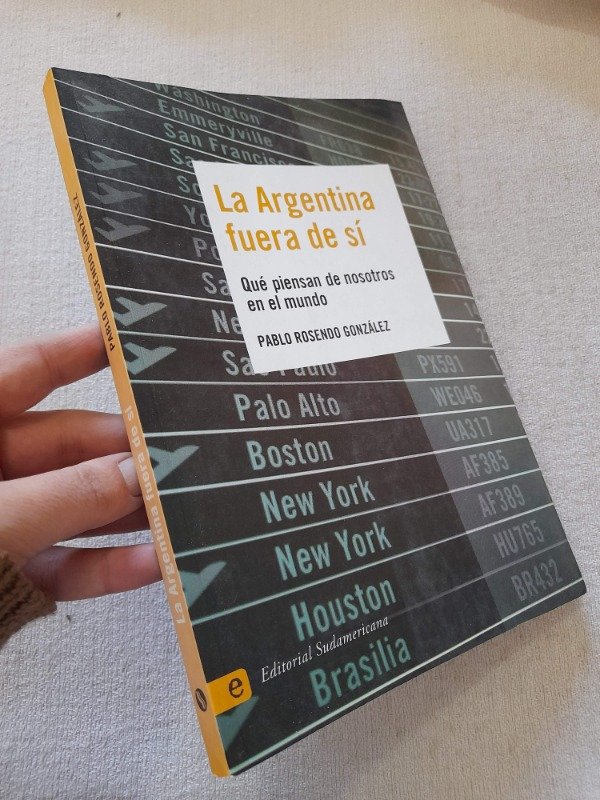 Washington
Emmeryville
San Francisco
La Argentina
fuera de sí
Qué piensan de nosotros
en el mundo
PABLO ROSENDO GONZÁLEZ
Sao Paulo PX591
Palo Alto WE046
Boston UA317
New York AF385
New York AF389
Houston HU765
Brasilia BR432
e Editorial Sudamericana
PABLO ROSENDO GONZÁLEZ
La Argentina fuera de sí